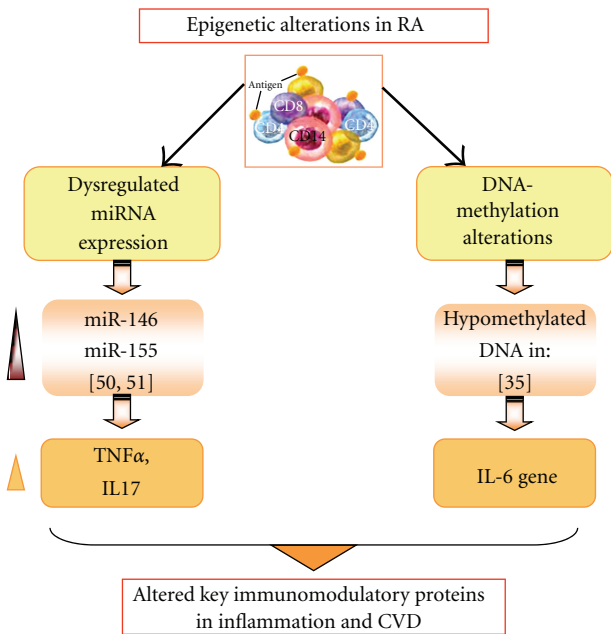 Epigenetic alterations in RA
Antigen
CD8
CD4
CD4
CD14
Dysregulated
miRNA
expression
DNA-
methylation
alterations
miR-146
miR-155
[50, 51]
Hypomethylated
DNA in:
[35]
TNFα,
IL17
IL-6 gene
Altered key immunomodulatory proteins
in inflammation and CVD